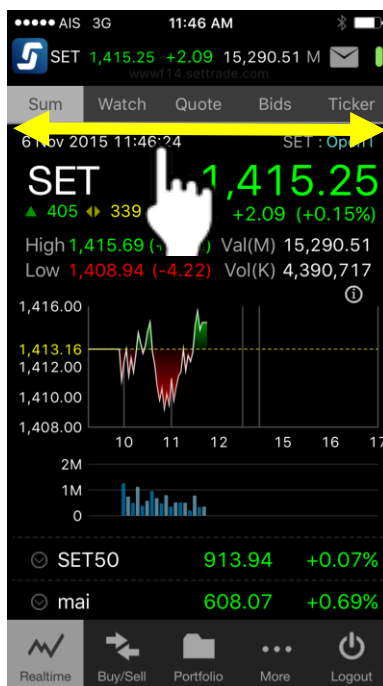 AIS 3G 11:46 AM
SET 1,415.25 +2.09 15,290.51 M
wwwf14.settrade.com
Sum Watch Quote Bids Ticker
6 Nov 2015 11:46:24 SET : Open1
SET 1,415.25
405 339 +2.09 (+0.15%)
High 1,415.69 Val(M) 15,290.51
Low 1,408.94 (-4.22) Vol(K) 4,390,717
1,416.00
1,413.16
1,412.00
1,410.00
1,408.00
10 11 12 15 16 17
2M
1M
0
SET50 913.94 +0.07%
mai 608.07 +0.69%
Realtime Buy/Sell Portfolio More Logout